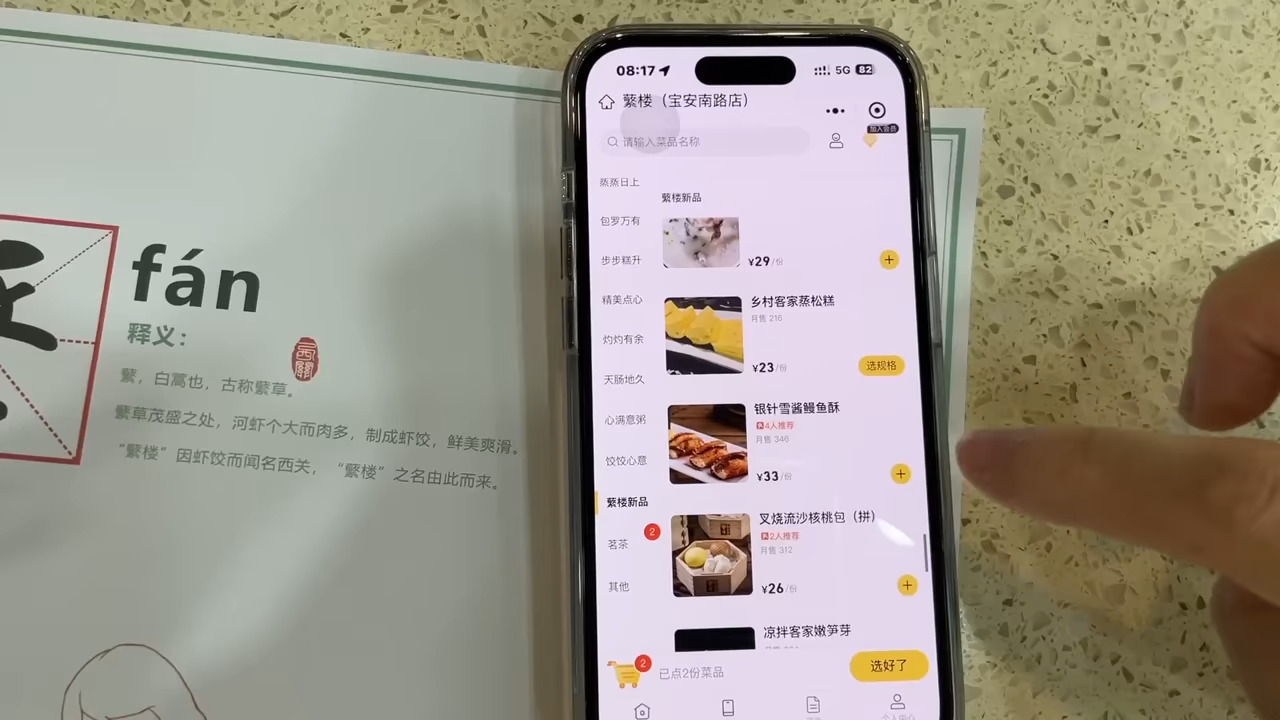 fán
释义：
蘩，白蒿也，古称蘩草。
蘩草茂盛之处，河虾个大而肉多，制成虾饺，鲜美爽滑。
“蘩楼”因虾饺而闻名西关，“蘩楼”之名由此而来。
08:17
5G 82
蘩楼（宝安南路店）
加入会员
请输入菜品名称
蒸蒸日上
包罗万有
步步糕升
精美点心
灼灼有余
天肠地久
心满意粥
饺饺心意
蘩楼新品
茗茶
2
其他
蘩楼新品
¥29/份
乡村客家蒸松糕
月售 216
¥23/份
选规格
银针雪酱鳗鱼酥
4人推荐
月售 346
¥33/份
叉烧流沙核桃包（拼）
2人推荐
月售 312
¥26/份
凉拌客家嫩笋芽
2
已点2份菜品
选好了
个人中心